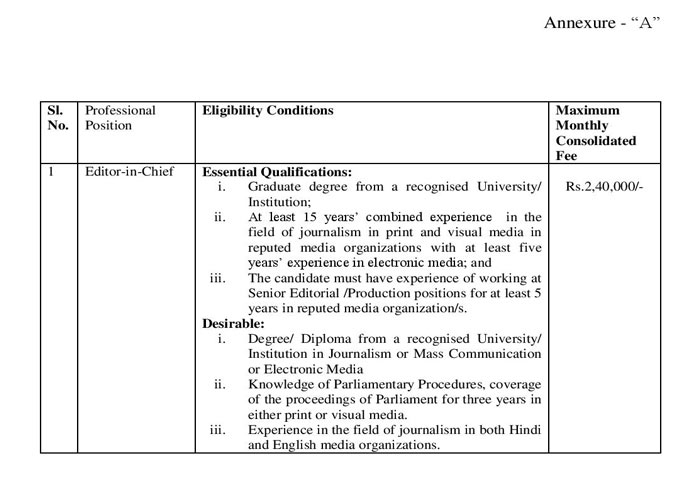 Annexure - “A”
Sl. No.
Professional Position
Eligibility Conditions
Maximum Monthly Consolidated Fee
1
Editor-in-Chief
Essential Qualifications:
i. Graduate degree from a recognised University/
Institution;
ii. At least 15 years’ combined experience in the
field of journalism in print and visual media in
reputed media organizations with at least five
years’ experience in electronic media; and
iii. The candidate must have experience of working at
Senior Editorial /Production positions for at least 5
years in reputed media organization/s.
Desirable:
i. Degree/ Diploma from a recognised University/
Institution in Journalism or Mass Communication
or Electronic Media
ii. Knowledge of Parliamentary Procedures, coverage
of the proceedings of Parliament for three years in
either print or visual media.
iii. Experience in the field of journalism in both Hindi
and English media organizations.
Rs.2,40,000/-